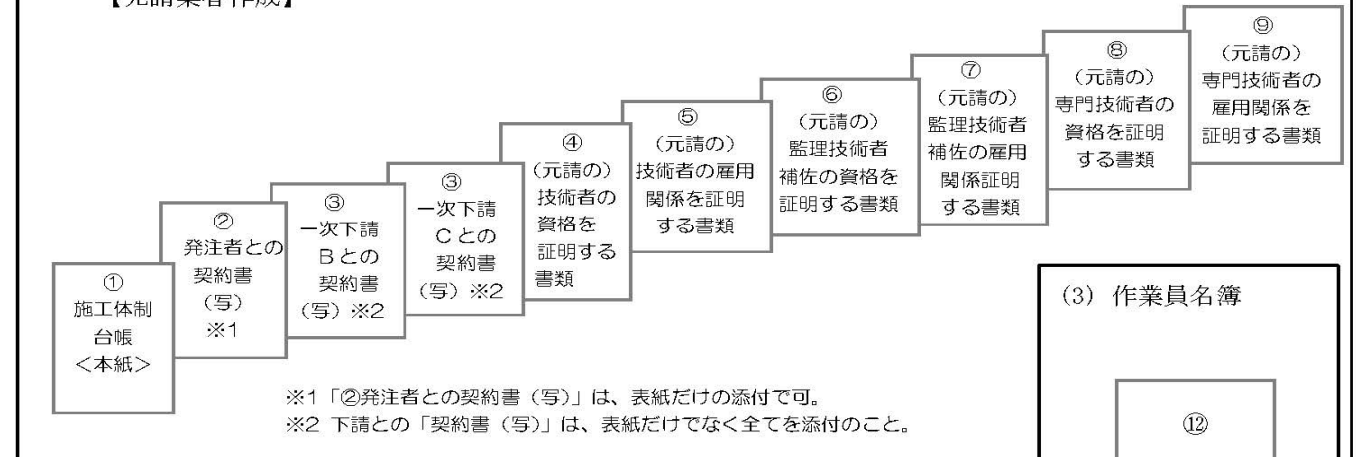 【元請業者作成】
①
施工体制
台帳
＜本紙＞
②
発注者との
契約書
（写）
※1
③
一次下請
Bとの
契約書
（写）※2
③
一次下請
Cとの
契約書
（写）※2
④
（元請の）
技術者の
資格を
証明する
書類
⑤
（元請の）
技術者の雇用
関係を証明
する書類
⑥
（元請の）
監理技術者
補佐の資格を
証明する書類
⑦
（元請の）
監理技術者
補佐の雇用
関係証明
する書類
⑧
（元請の）
専門技術者の
資格を証明
する書類
⑨
（元請の）
専門技術者の
雇用関係を
証明する書類
※1「②発注者との契約書（写）」は、表紙だけの添付で可。
※2 下請との「契約書（写）」は、表紙だけでなく全てを添付のこと。
(3) 作業員名簿
⑫